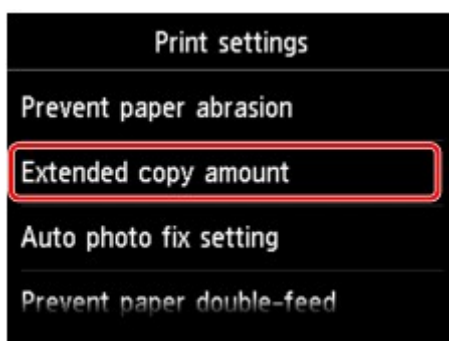 Print settings
Prevent paper abrasion
Extended copy amount
Auto photo fix setting
Prevent paper double-feed